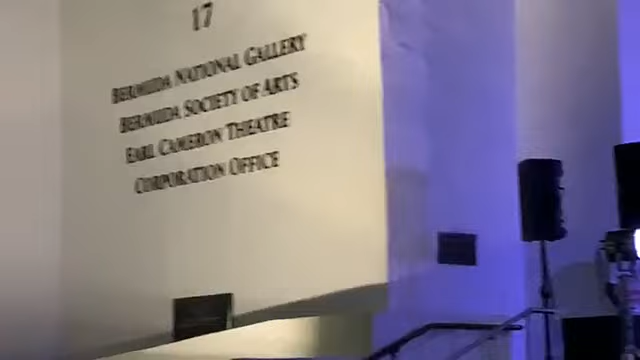 17
BERMUDA NATIONAL GALLERY
BERMUDA SOCIETY OF ARTS
EARL CAMERON THEATRE
CORPORATION OFFICE